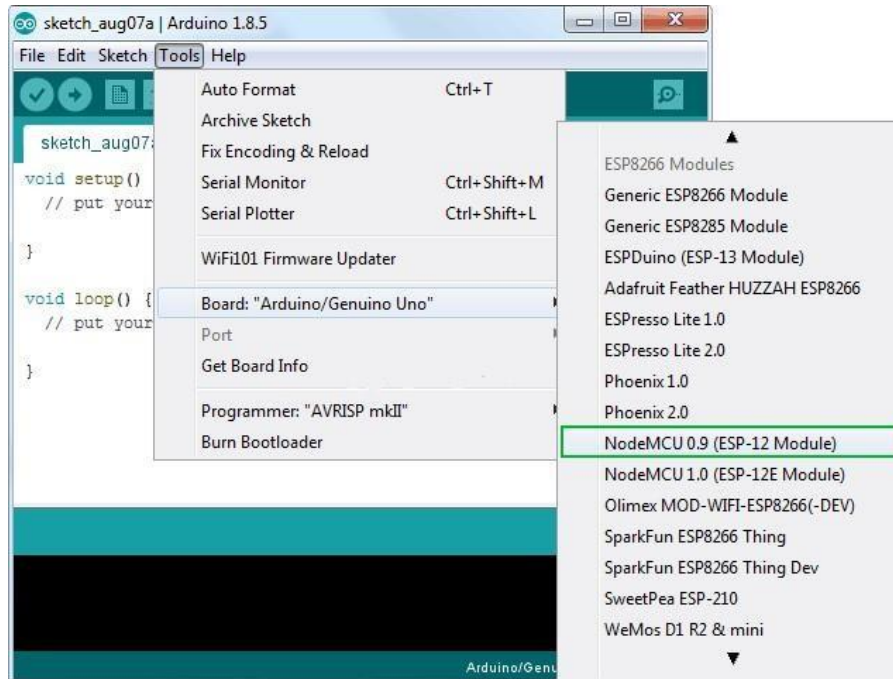 sketch_aug07a | Arduino 1.8.5
File Edit Sketch Tools Help
Auto Format Ctrl+T
Archive Sketch
sketch_aug07a
Fix Encoding & Reload
void setup()
Serial Monitor Ctrl+Shift+M
// put your
Serial Plotter Ctrl+Shift+L
}
WiFi101 Firmware Updater
void loop() {
Board: "Arduino/Genuino Uno"
// put your
Port
}
Get Board Info
Programmer: "AVRISP mkII"
Burn Bootloader
ESP8266 Modules
Generic ESP8266 Module
Generic ESP8285 Module
ESPDuino (ESP-13 Module)
Adafruit Feather HUZZAH ESP8266
ESPresso Lite 1.0
ESPresso Lite 2.0
Phoenix 1.0
Phoenix 2.0
NodeMCU 0.9 (ESP-12 Module)
NodeMCU 1.0 (ESP-12E Module)
Olimex MOD-WIFI-ESP8266(-DEV)
SparkFun ESP8266 Thing
SparkFun ESP8266 Thing Dev
SweetPea ESP-210
WeMos D1 R2 & mini
Arduino/Genu